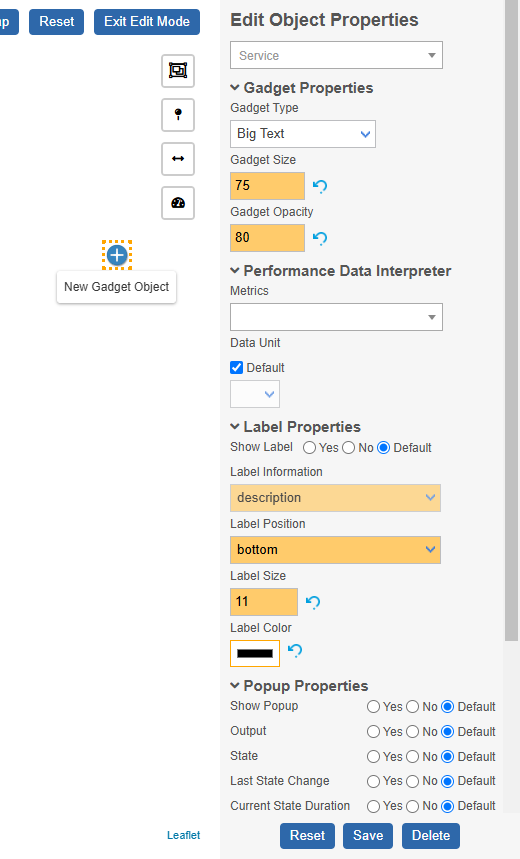 p
Reset
Exit Edit Mode
New Gadget Object
Leaflet
Edit Object Properties
Service
Gadget Properties
Gadget Type
Big Text
Gadget Size
75
Gadget Opacity
80
Performance Data Interpreter
Metrics
Data Unit
Default
Label Properties
Show Label Yes No Default
Label Information
description
Label Position
bottom
Label Size
11
Label Color
Popup Properties
Show Popup Yes No Default
Output Yes No Default
State Yes No Default
Last State Change Yes No Default
Current State Duration Yes No Default
Reset Save Delete